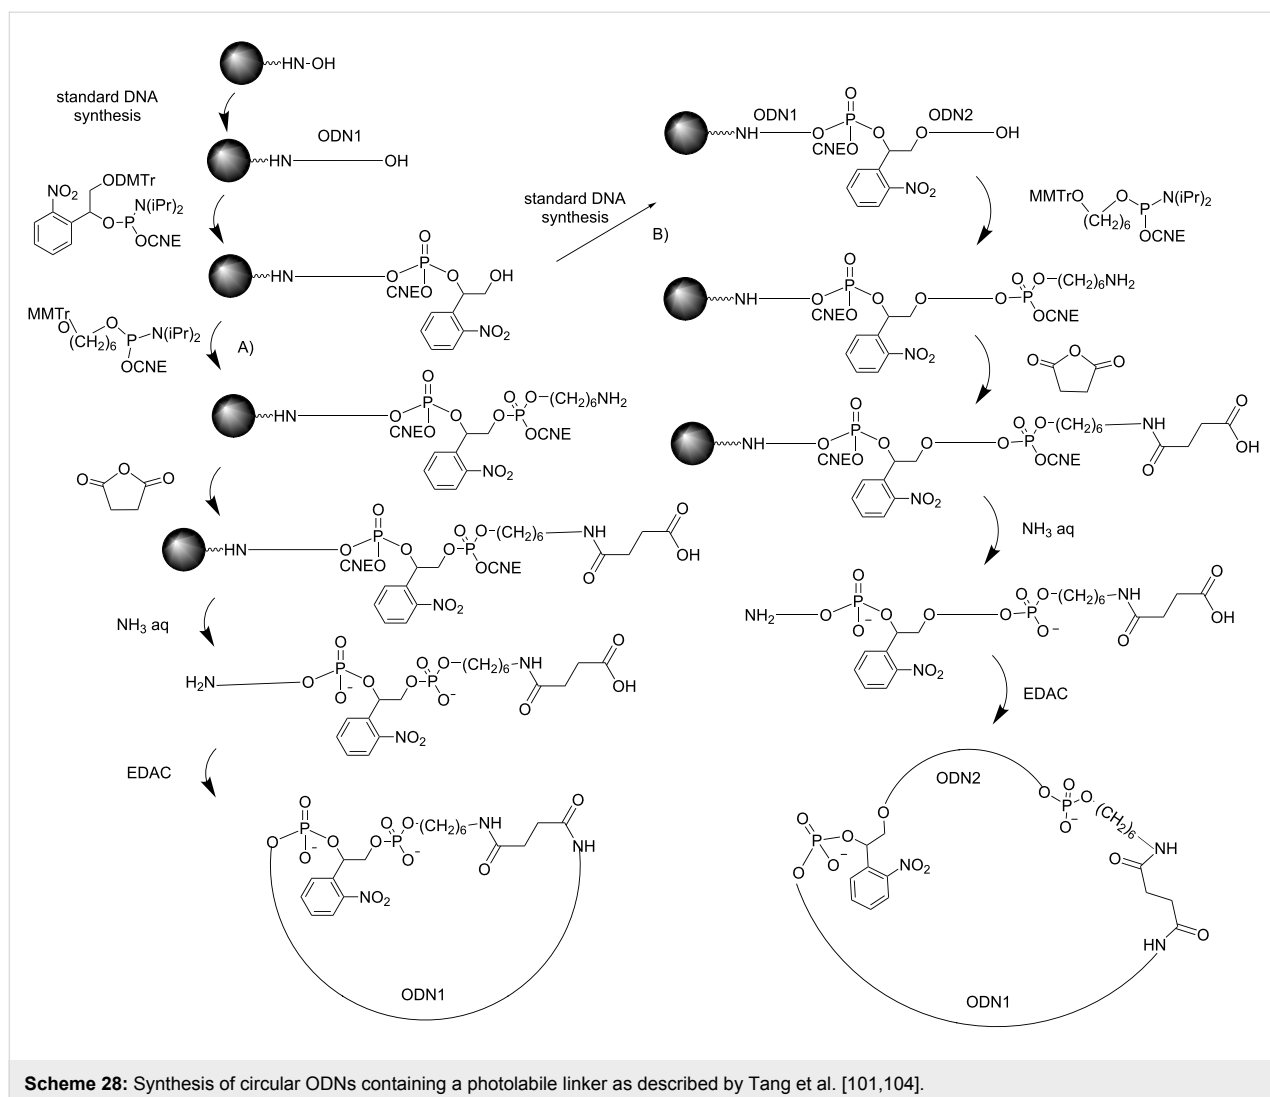 HN-OH
standard DNA
synthesis
ODN1
HN
OH
NO2
ODMTr
O
P
N(iPr)2
OCNE
HN
O
O
P
CNEO
O
OH
NO2
MMTr
O
(CH2)6
O
P
N(iPr)2
OCNE
A)
HN
O
O
P
CNEO
O
NO2
O
O
P
O
(CH2)6NH2
OCNE
O
O
O
HN
O
O
P
CNEO
O
NO2
O
O
P
O
(CH2)6
OCNE
NH
O
O
OH
NH3 aq
H2N
O
O
P
O-
O
NO2
O
O
P
O
(CH2)6
O-
NH
O
O
OH
EDAC
O
O
P
O-
O
NO2
O
O
P
O
(CH2)6
O-
NH
O
O
NH
ODN1
standard DNA
synthesis
B)
NH
ODN1
O
O
P
CNEO
O
NO2
O
ODN2
OH
MMTrO
(CH2)6
O
P
N(iPr)2
OCNE
NH
O
O
P
CNEO
O
NO2
O
O
O
P
O
(CH2)6NH2
OCNE
O
O
O
NH
O
O
P
CNEO
O
NO2
O
O
O
P
O
(CH2)6
OCNE
NH
O
O
OH
NH3 aq
NH2
O
O
P
O-
O
NO2
O
O
O
P
O
(CH2)6
O-
NH
O
O
OH
EDAC
O
O
P
O-
O
NO2
O
ODN2
O
O
P
O
(CH2)6
O-
NH
O
O
HN
ODN1
Scheme 28: Synthesis of circular ODNs containing a photolabile linker as described by Tang et al. [101,104].